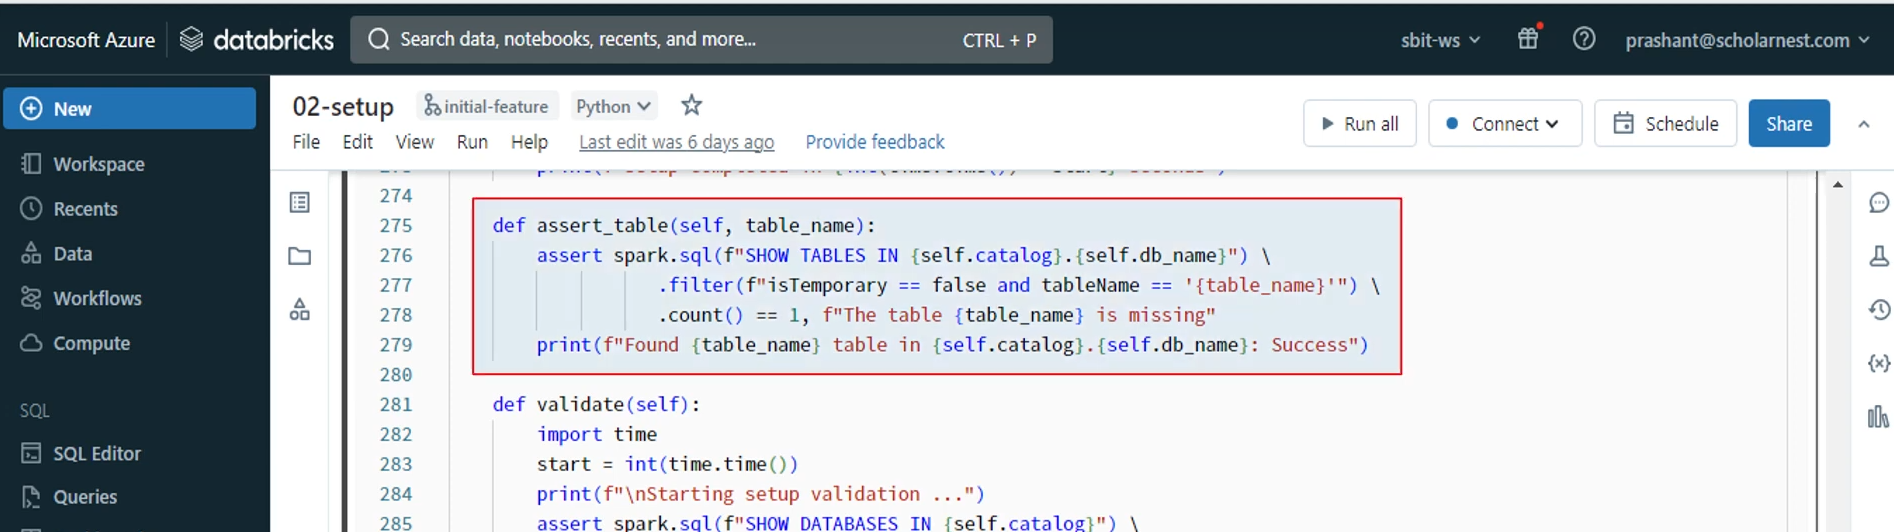 Microsoft Azure databricks Search data, notebooks, recents, and more... CTRL + P sbit-ws prashant@scholarnest.com
New
Workspace
Recents
Data
Workflows
Compute
SQL
SQL Editor
Queries
02-setup initial-feature Python
File Edit View Run Help Last edit was 6 days ago Provide feedback
Run all Connect Schedule Share
274
275 def assert_table(self, table_name):
276 assert spark.sql(f"SHOW TABLES IN {self.catalog}.{self.db_name}") \
277 .filter(f"isTemporary == false and tableName == '{table_name}'") \
278 .count() == 1, f"The table {table_name} is missing"
279 print(f"Found {table_name} table in {self.catalog}.{self.db_name}: Success")
280
281 def validate(self):
282 import time
283 start = int(time.time())
284 print(f"\nStarting setup validation ...")
285 assert spark.sql(f"SHOW DATABASES IN {self.catalog}") \